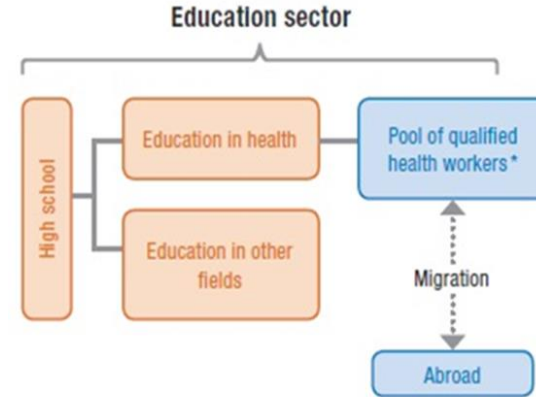 Education sector
High school
Education in health
Pool of qualified
health workers*
Education in other
fields
Migration
Abroad